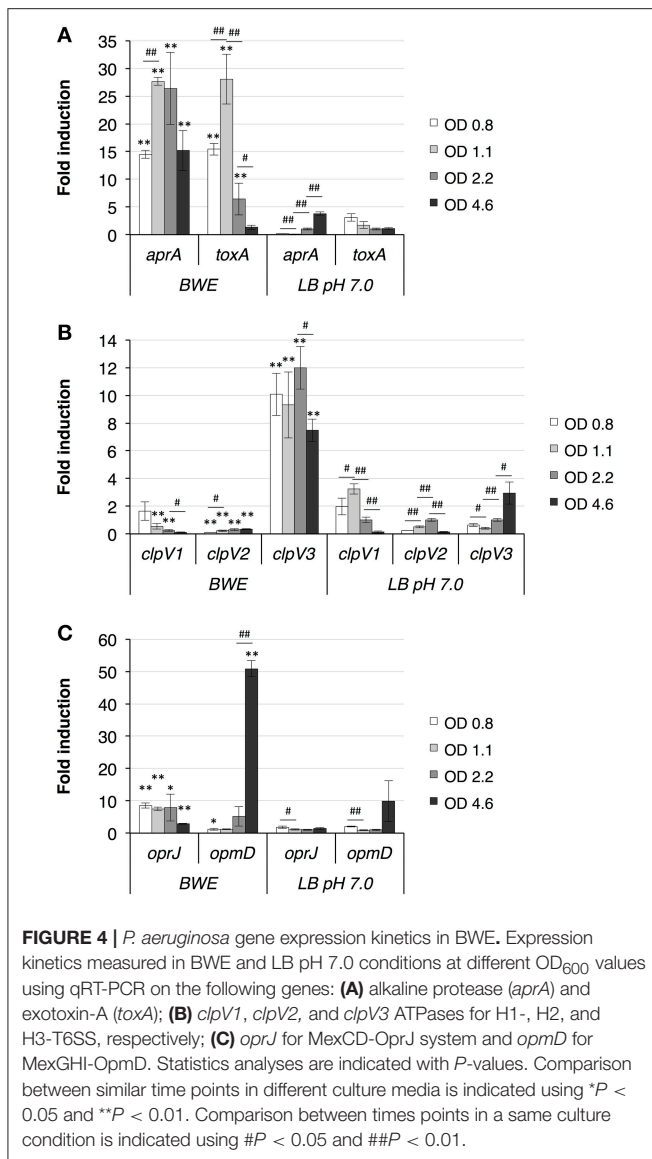 A
Fold induction
35
30
25
20
15
10
5
0
** ## ** ** ** ** ## ** ## ** # ## ## ##
aprA toxA aprA toxA
BWE LB pH 7.0
OD 0.8
OD 1.1
OD 2.2
OD 4.6
B
Fold induction
14
12
10
8
6
4
2
0
** ** # ** # ** ** ** ** ** ** # ** # ## ## ## ## ## # ## #
clpV1 clpV2 clpV3 clpV1 clpV2 clpV3
BWE LB pH 7.0
OD 0.8
OD 1.1
OD 2.2
OD 4.6
C
Fold induction
60
50
40
30
20
10
0
** ** * ** * ## ** # ##
oprJ opmD oprJ opmD
BWE LB pH 7.0
OD 0.8
OD 1.1
OD 2.2
OD 4.6
FIGURE 4 | P. aeruginosa gene expression kinetics in BWE. Expression
kinetics measured in BWE and LB pH 7.0 conditions at different OD600 values
using qRT-PCR on the following genes: (A) alkaline protease (aprA) and
exotoxin-A (toxA); (B) clpV1, clpV2, and clpV3 ATPases for H1-, H2, and
H3-T6SS, respectively; (C) oprJ for MexCD-OprJ system and opmD for
MexGHI-OpmD. Statistics analyses are indicated with P-values. Comparison
between similar time points in different culture media is indicated using *P <
0.05 and **P < 0.01. Comparison between times points in a same culture
condition is indicated using #P < 0.05 and ##P < 0.01.